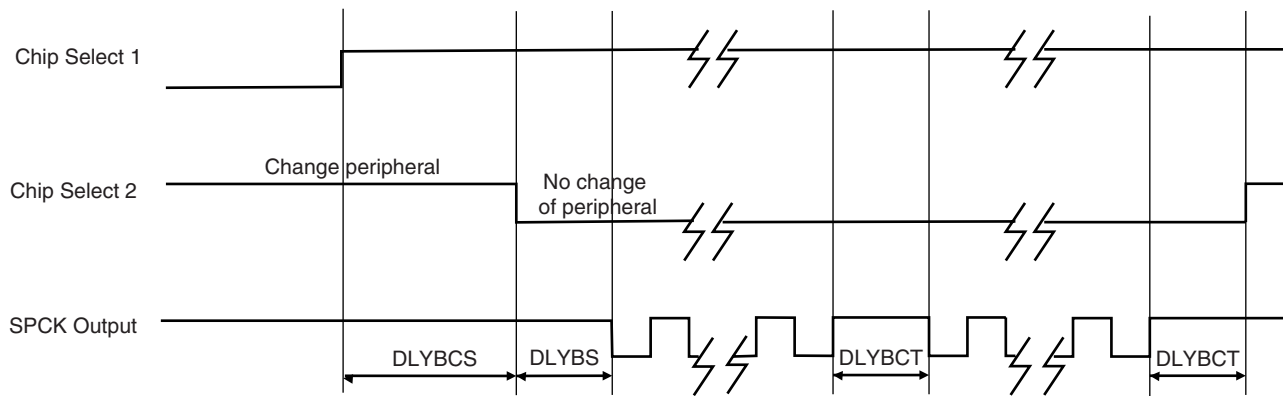 Chip Select 1
Change peripheral
Chip Select 2
No change
of peripheral
SPCK Output
DLYBCS
DLYBS
DLYBCT
DLYBCT